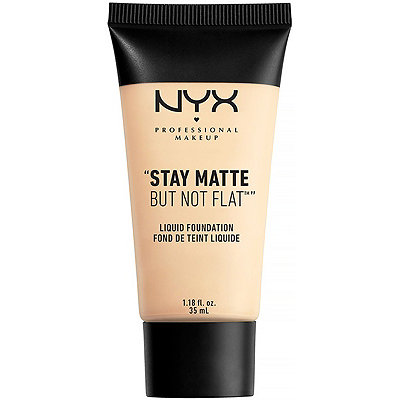 NYX
PROFESSIONAL
MAKEUP
“STAY MATTE
BUT NOT FLAT™”
LIQUID FOUNDATION
FOND DE TEINT LIQUIDE
1.18 fl. oz.
35 mL